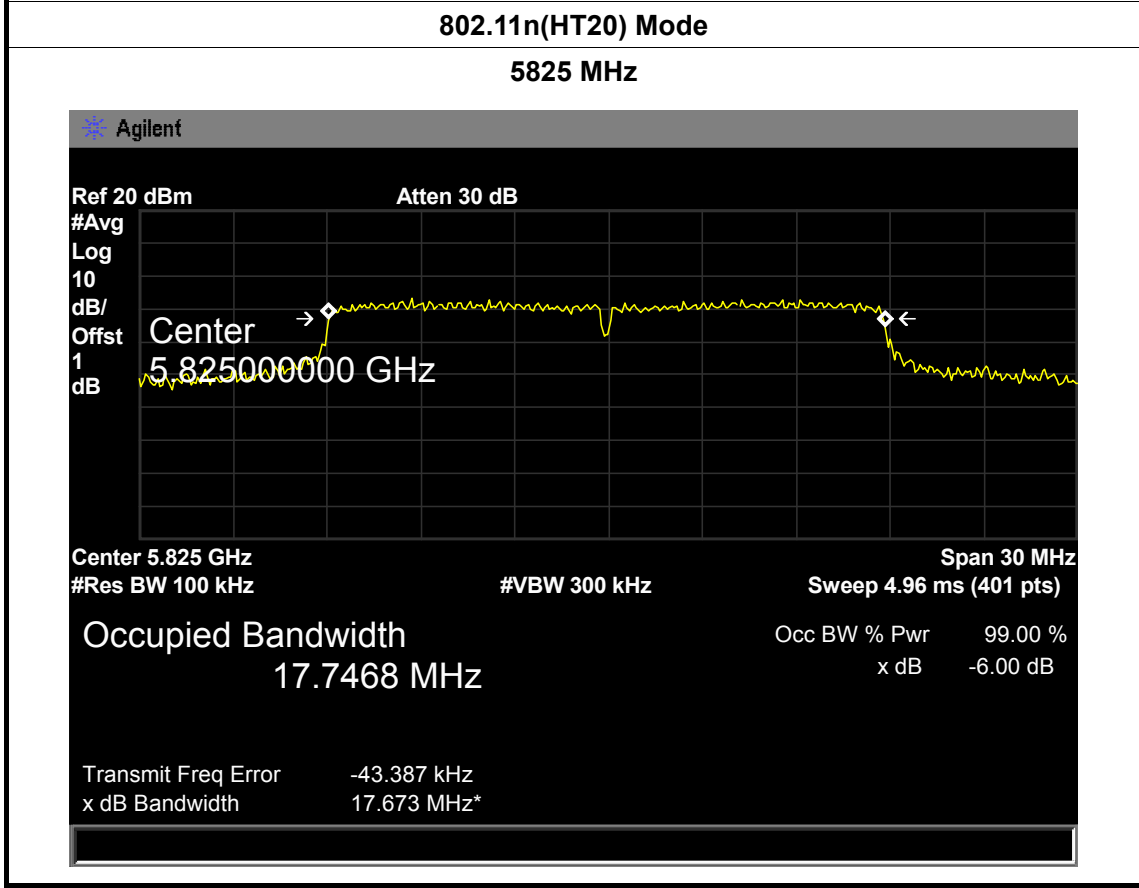 802.11n(HT20) Mode
5825 MHz
Agilent
Ref 20 dBm Atten 30 dB
#Avg
Log
10
dB/
Offst
1
dB
Center
5.825000000 GHz
Center 5.825 GHz Span 30 MHz
#Res BW 100 kHz #VBW 300 kHz Sweep 4.96 ms (401 pts)
Occupied Bandwidth Occ BW % Pwr 99.00 %
17.7468 MHz x dB -6.00 dB
Transmit Freq Error -43.387 kHz
x dB Bandwidth 17.673 MHz*